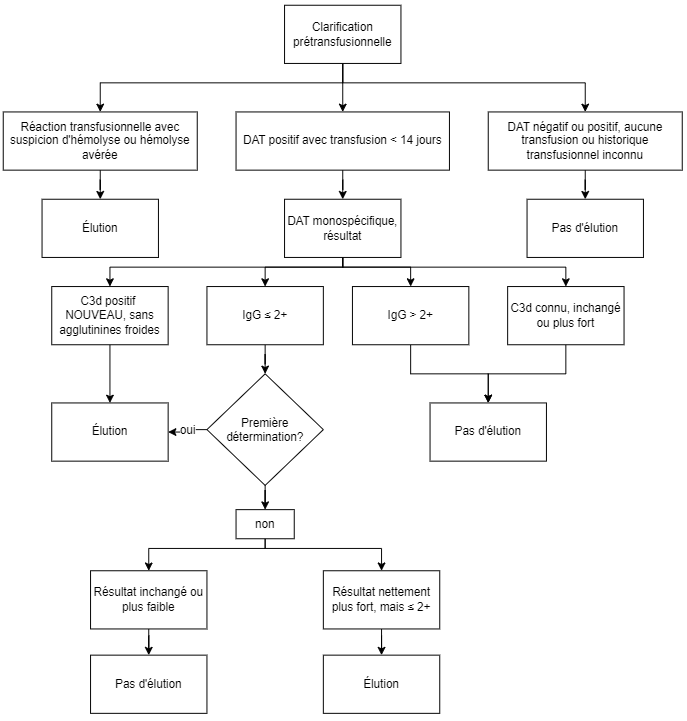 Clarification
prétransfusionnelle
Réaction transfusionnelle avec
suspicion d'hémolyse ou hémolyse
avérée
DAT positif avec transfusion < 14 jours
DAT négatif ou positif, aucune
transfusion ou historique
transfusionnel inconnu
Élution
DAT monospécifique,
résultat
Pas d'élution
C3d positif
NOUVEAU, sans
agglutinines froides
IgG ≤ 2+
IgG > 2+
C3d connu, inchangé
ou plus fort
Élution
oui
Première
détermination?
Pas d'élution
non
Résultat inchangé ou
plus faible
Résultat nettement
plus fort, mais ≤ 2+
Pas d'élution
Élution